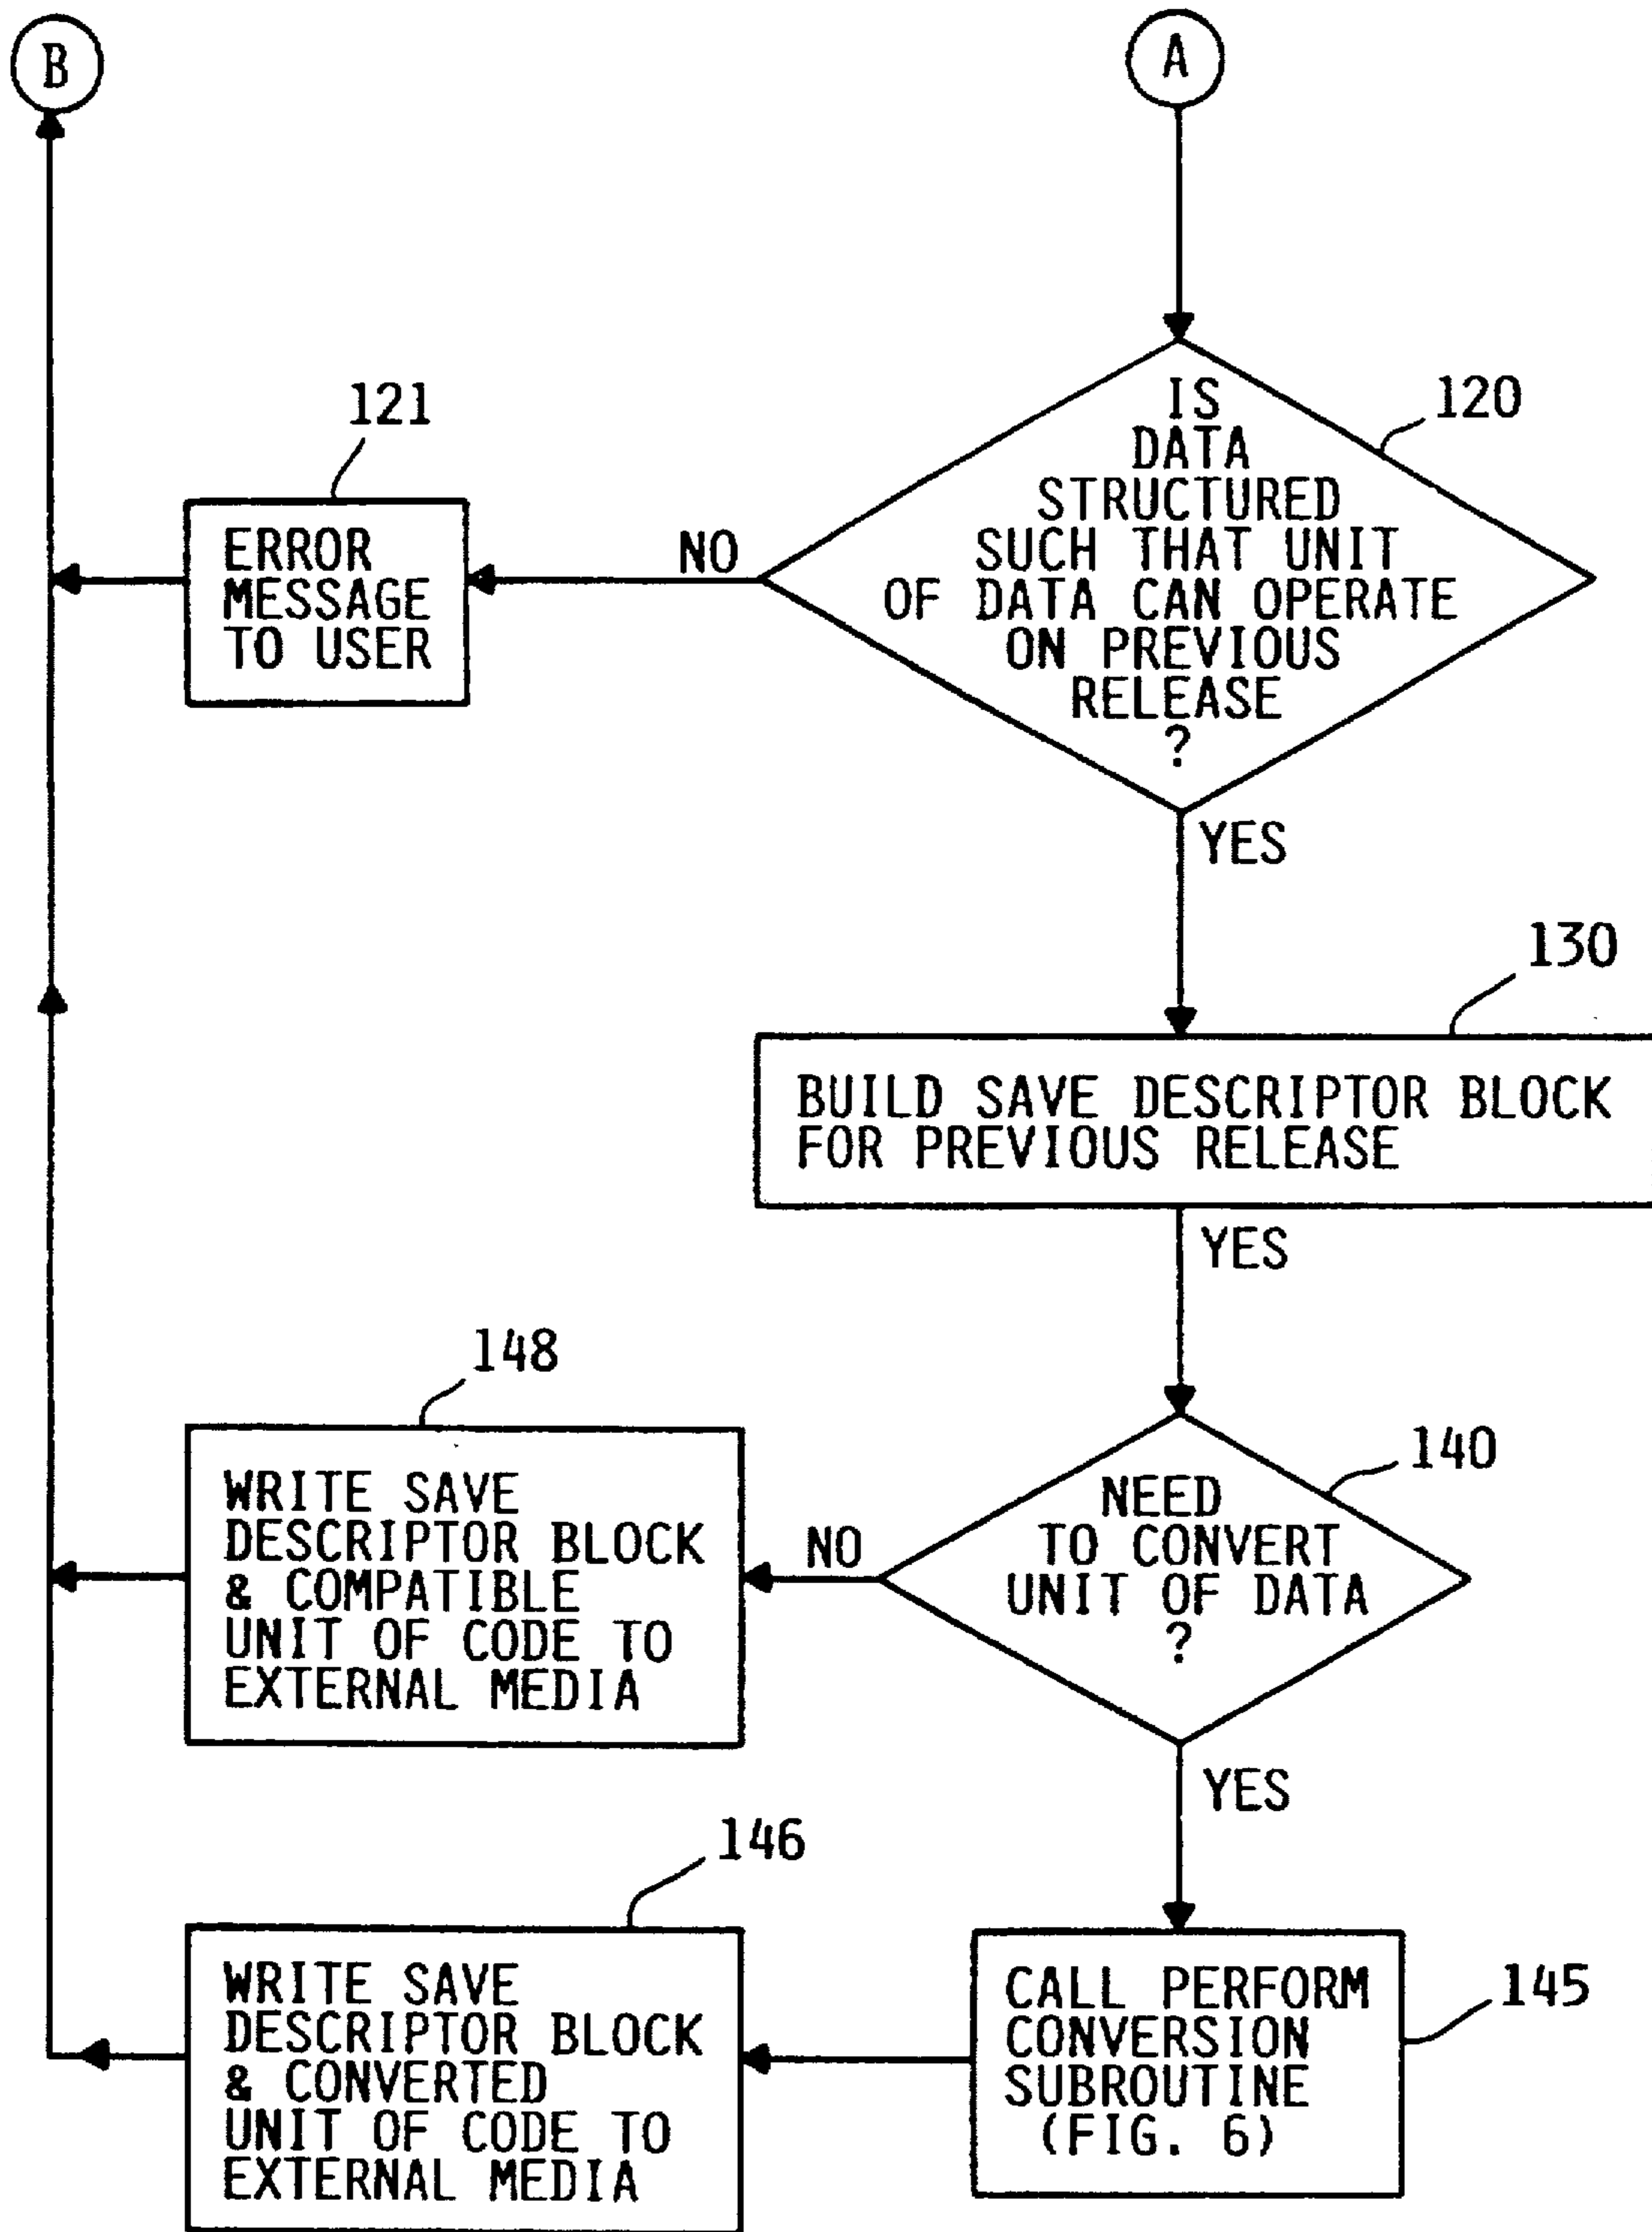 B
A
IS
DATA
STRUCTURED
SUCH THAT UNIT
OF DATA CAN OPERATE
ON PREVIOUS
RELEASE
?
120
NO
121
ERROR
MESSAGE
TO USER
YES
130
BUILD SAVE DESCRIPTOR BLOCK
FOR PREVIOUS RELEASE
YES
140
NEED
TO CONVERT
UNIT OF DATA
?
NO
148
WRITE SAVE
DESCRIPTOR BLOCK
& COMPATIBLE
UNIT OF CODE TO
EXTERNAL MEDIA
YES
145
CALL PERFORM
CONVERSION
SUBROUTINE
(FIG. 6)
146
WRITE SAVE
DESCRIPTOR BLOCK
& CONVERTED
UNIT OF CODE TO
EXTERNAL MEDIA